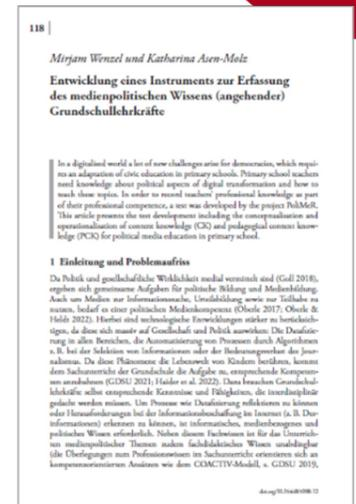 118
Mirjam Wenzel und Katharina Asen-Molz
Entwicklung eines Instruments zur Erfassung
des medienpolitischen Wissens (angehender)
Grundschullehrkräfte
In a digitalised world a lot of new challenges arise for democracies, which requi-
res an adaptation of civic education in primary schools. Primary school teachers
need knowledge about political aspects of digital transformation and how to
teach these topics. In order to record teachers' professional knowledge as part
of their professional competence, a test was developed by the project PoliMeR.
This article presents the test development including the conceptualisation and
operationalisation of content knowledge (CK) and pedagogical content know-
ledge (PCK) for political media education in primary school.
1 Einleitung und Problemaufriss
Da Politik und gesellschaftliche Wirklichkeit medial vermittelt sind (Goll 2018),
ergeben sich gemeinsame Aufgaben für politische Bildung und Medienbildung.
Auch um Medien zur Informationssuche, Urteilsbildung sowie zur Teilhabe zu
nutzen, bedarf es einer politischen Medienkompetenz (Oberle 2017; Oberle &
Heldt 2022). Hierbei sind technologische Entwicklungen stärker zu berücksich-
tigen, da diese sich massiv auf Gesellschaft und Politik auswirken: Die Datafizie-
rung in allen Bereichen, die Automatisierung von Prozessen durch Algorithmen
z. B. bei der Selektion von Informationen oder der Bedeutungsverlust des Jour-
nalismus. Da diese Phänomene die Lebenswelt von Kindern berühren, kommt
dem Sachunterricht der Grundschule die Aufgabe zu, entsprechende Kompeten-
zen anzubahnen (GDSU 2021; Haider et al. 2022). Dazu brauchen Grundschul-
lehrkräfte selbst entsprechende Kenntnisse und Fähigkeiten, die interdisziplinär
gedacht werden müssen. Um Prozesse wie Datafizierung reflektieren zu können
oder Herausforderungen bei der Informationsbeschaffung im Internet (z. B. Des-
informationen) erkennen zu können, ist informatisches, medienbezogenes und
politisches Wissen erforderlich. Neben diesem Fachwissen ist für das Unterrich-
ten medienpolitischer Themen zudem fachdidaktisches Wissen unabdingbar
(die Überlegungen zum Professionswissen im Sachunterricht orientieren sich an
kompetenzorientierten Ansätzen wie dem COACTIV-Modell, s. GDSU 2019,